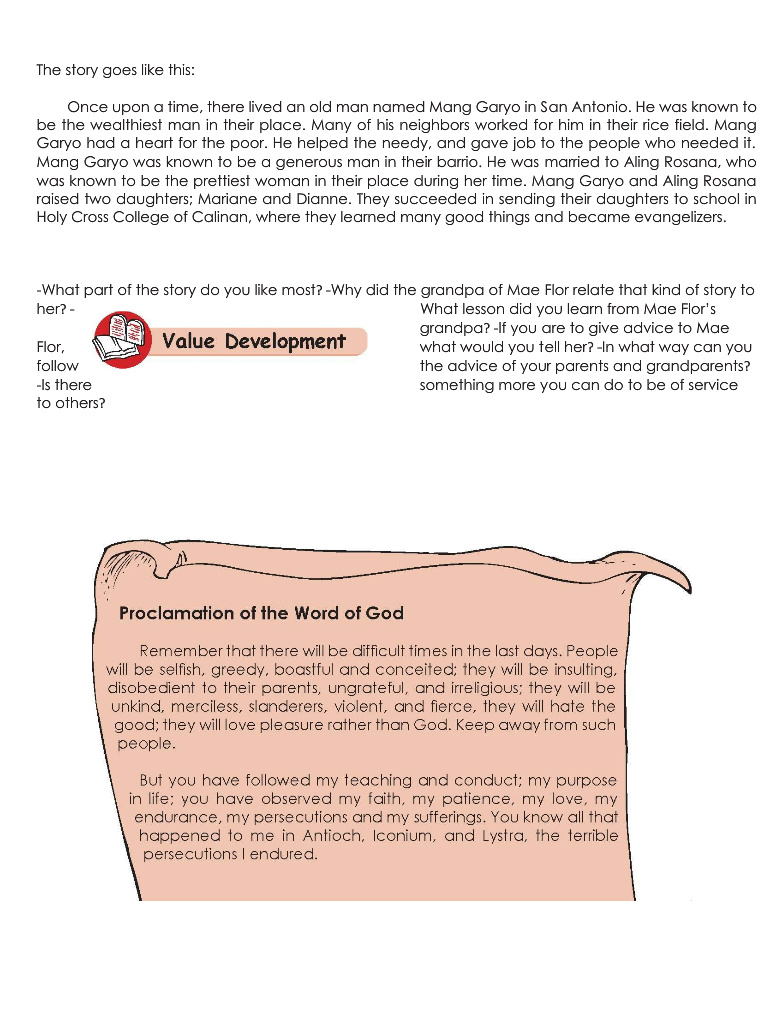 The story goes like this:
Once upon a time, there lived an old man named Mang Garyo in San Antonio. He was known to
be the wealthiest man in their place. Many of his neighbors worked for him in their rice field. Mang
Garyo had a heart for the poor. He helped the needy, and gave job to the people who needed it.
Mang Garyo was known to be a generous man in their barrio. He was married to Aling Rosana, who
was known to be the prettiest woman in their place during her time. Mang Garyo and Aling Rosana
raised two daughters; Mariane and Dianne. They succeeded in sending their daughters to school in
Holy Cross College of Calinan, where they learned many good things and became evangelizers.
-What part of the story do you like most? -Why did the grandpa of Mae Flor relate that kind of story to
her? - What lesson did you learn from Mae Flor's
grandpa? -If you are to give advice to Mae
Value Development
Flor, what would you tell her? -In what way can you
follow the advice of your parents and grandparents?
-Is there something more you can do to be of service
to others?
Proclamation of the Word of God
Remember that there will be difficult times in the last days. People
will be selfish, greedy, boastful and conceited; they will be insulting,
disobedient to their parents, ungrateful, and irreligious; they will be
unkind, merciless, slanderers, violent, and fierce, they will hate the
good; they will love pleasure rather than God. Keep away from such
people.
But you have followed my teaching and conduct; my purpose
in life; you have observed my faith, my patience, my love, my
endurance, my persecutions and my sufferings. You know all that
happened to me in Antioch, Iconium, and Lystra, the terrible
persecutions I endured.